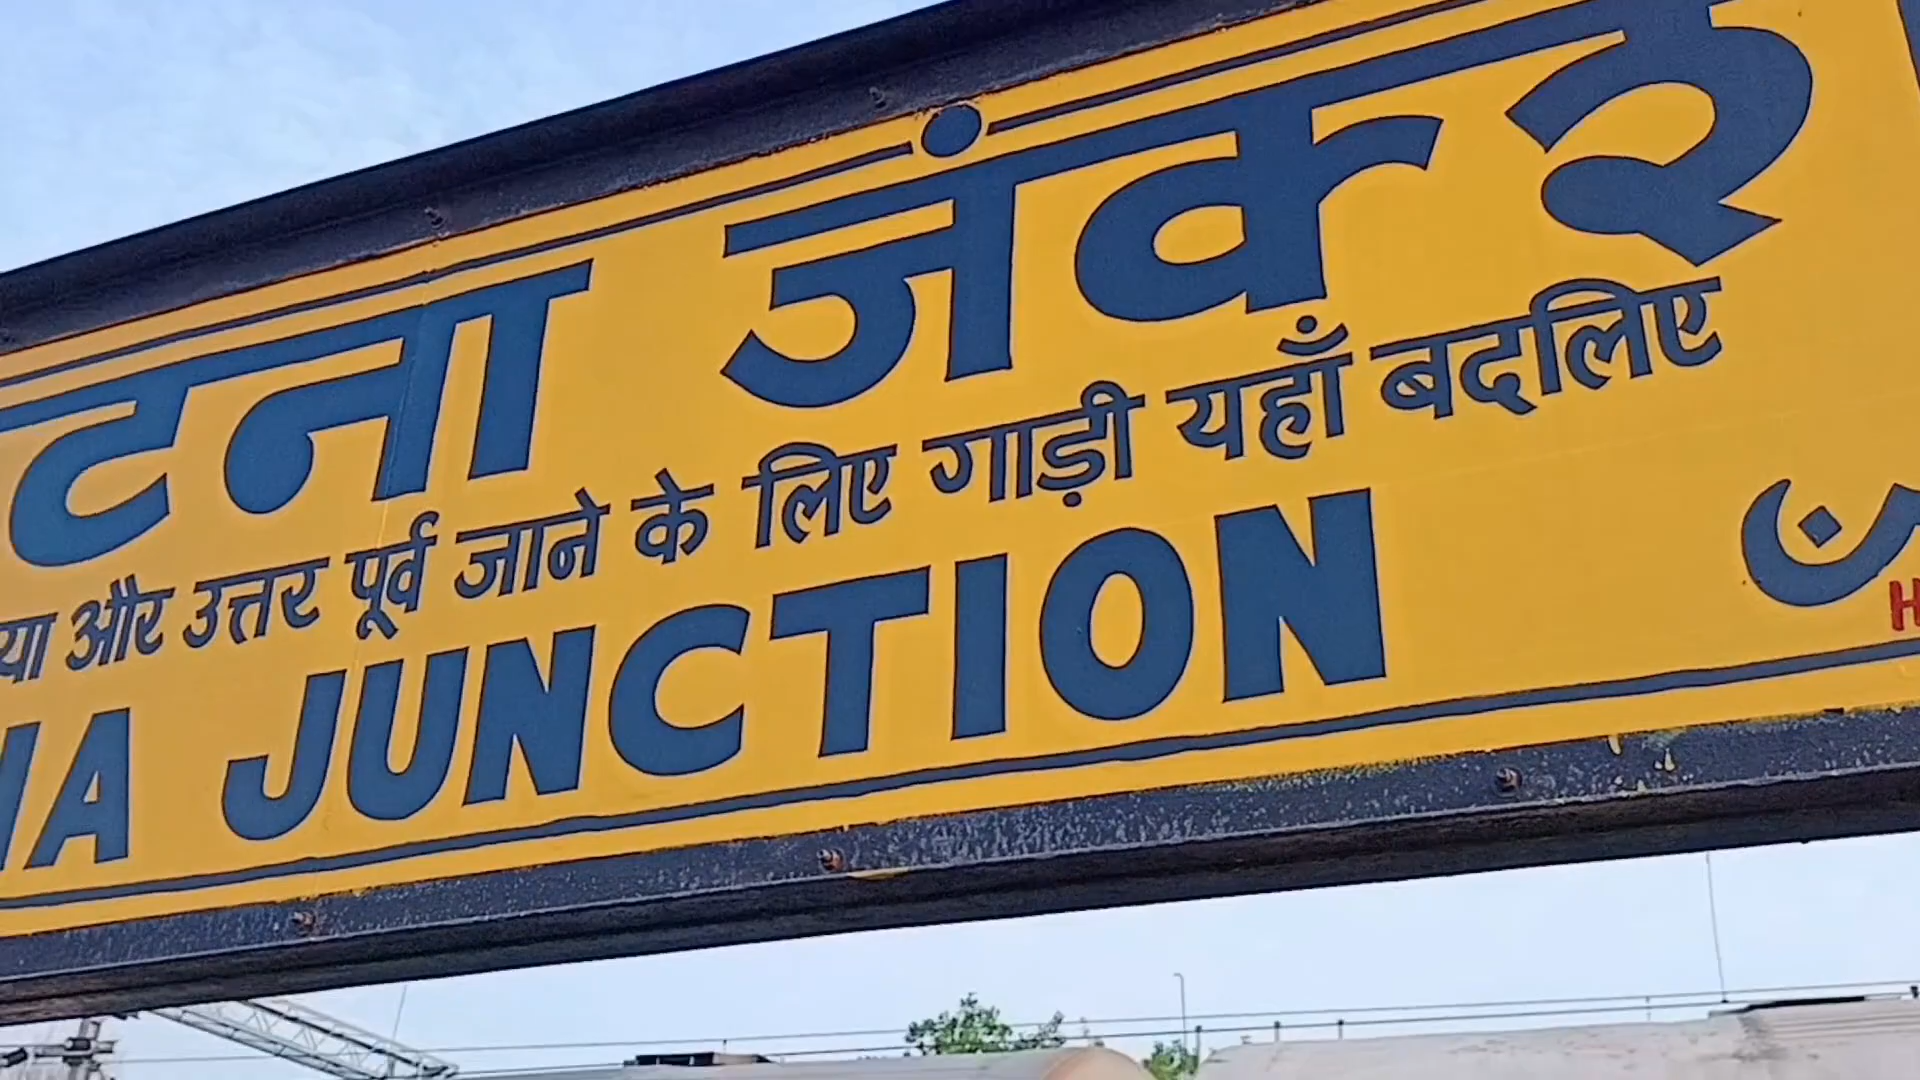 टना जंक्श
या और उत्तर पूर्व जाने के लिए गाड़ी यहाँ बदलिए
NA JUNCTION
H